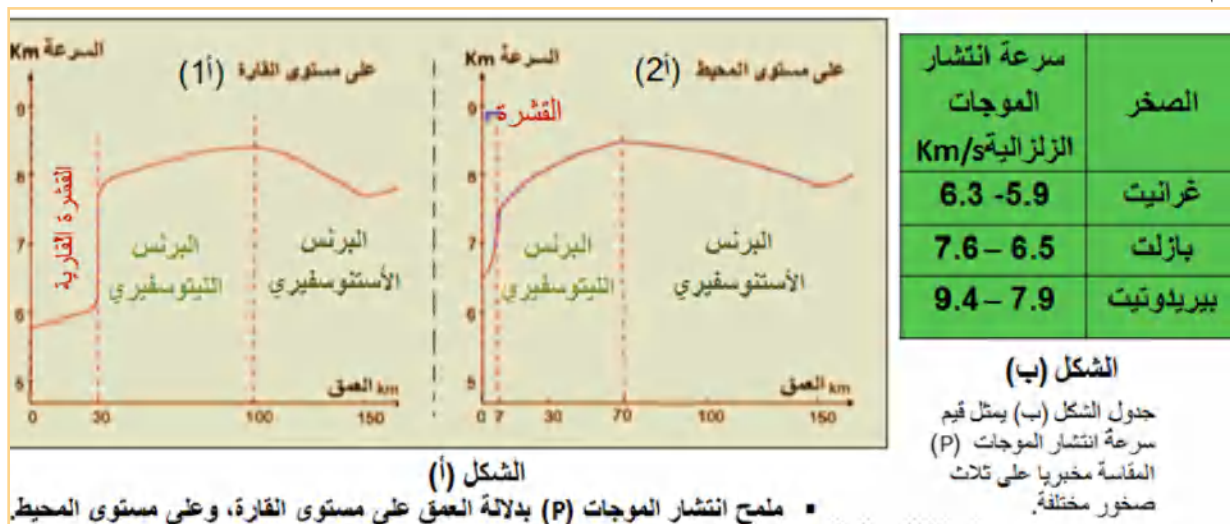 السرعة Km
على مستوى القارة (أ1)
9
8
7
6
5
القشرة القارية
البرنس
الليتوسفيري
البرنس
الأستنوسفيري
العمق km
0 30 100 150
السرعة Km
على مستوى المحيط (أ2)
9
8
7
6
5
القشرة
البرنس
الليتوسفيري
البرنس
الأستنوسفيري
العمق km
0 7 70 100 150
الشكل (أ)
▪ ملمح انتشار الموجات (P) بدلالة العمق على مستوى القارة، وعلى مستوى المحيط.
الصخر
سرعة انتشار
الموجات
الزلزالية Km/s
غرانيت 5.9- 6.3
بازلت 6.5 – 7.6
بيريدوتيت 7.9 – 9.4
الشكل (ب)
جدول الشكل (ب) يمثل قيم
سرعة انتشار الموجات (P)
المقاسة مخبريا على ثلاث
صخور مختلفة.